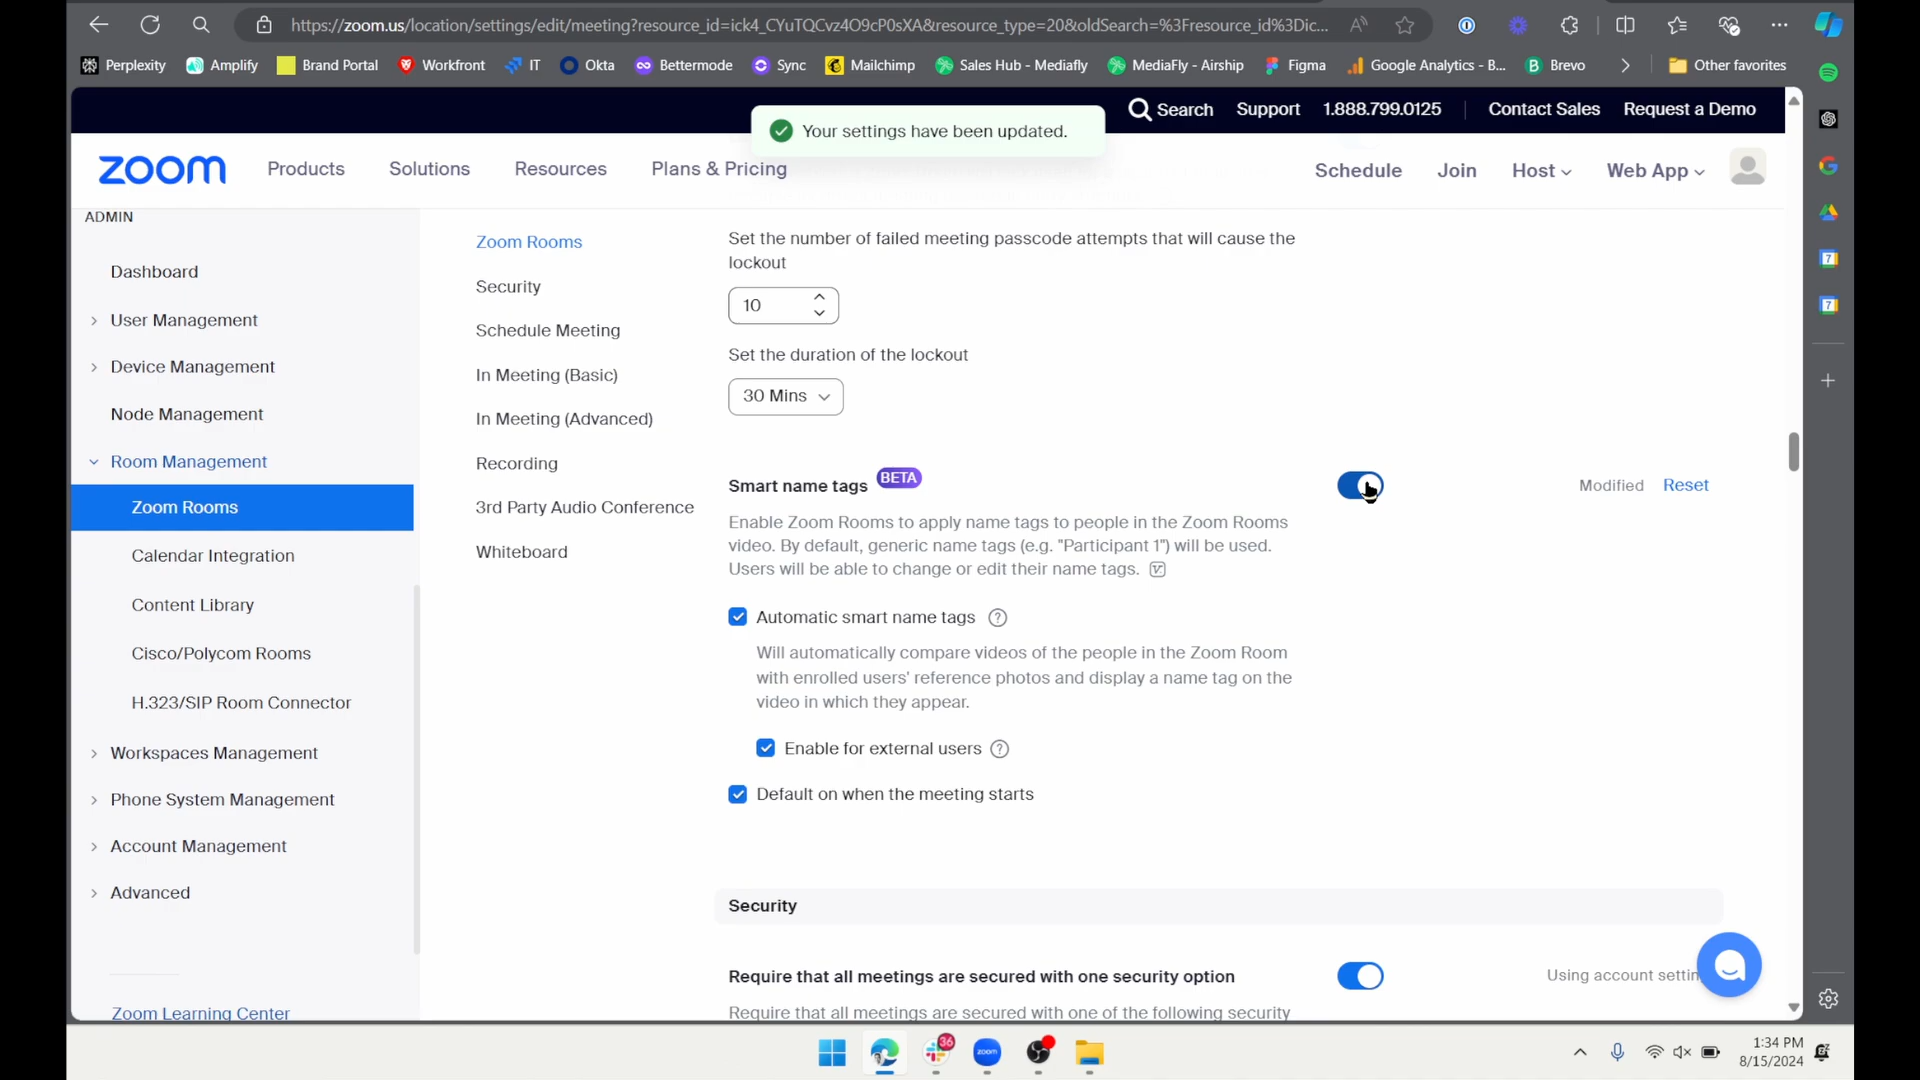 https://zoom.us/location/settings/edit/meeting?resource_id=ick4_CYuTQCvz4O9cP0sXA&resource_type=20&oldSearch=%3Fresource_id%3Dic...
Perplexity Amplify Brand Portal Workfront IT Okta Bettermode Sync Mailchimp Sales Hub - Mediafly MediaFly - Airship Figma Google Analytics - B... Brevo Other favorites
Search Support 1.888.799.0125 Contact Sales Request a Demo
Your settings have been updated.
zoom Products Solutions Resources Plans & Pricing Schedule Join Host Web App
ADMIN
Dashboard
User Management
Device Management
Node Management
Room Management
Zoom Rooms
Calendar Integration
Content Library
Cisco/Polycom Rooms
H.323/SIP Room Connector
Workspaces Management
Phone System Management
Account Management
Advanced
Zoom Learning Center
Zoom Rooms
Security
Schedule Meeting
In Meeting (Basic)
In Meeting (Advanced)
Recording
3rd Party Audio Conference
Whiteboard
Set the number of failed meeting passcode attempts that will cause the
lockout
10
Set the duration of the lockout
30 Mins
Smart name tags BETA Modified Reset
Enable Zoom Rooms to apply name tags to people in the Zoom Rooms
video. By default, generic name tags (e.g. "Participant 1") will be used.
Users will be able to change or edit their name tags.
Automatic smart name tags
Will automatically compare videos of the people in the Zoom Room
with enrolled users' reference photos and display a name tag on the
video in which they appear.
Enable for external users
Default on when the meeting starts
Security
Require that all meetings are secured with one security option Using account settin
Require that all meetings are secured with one of the following security
36
zoom
7
7
1:34 PM
8/15/2024